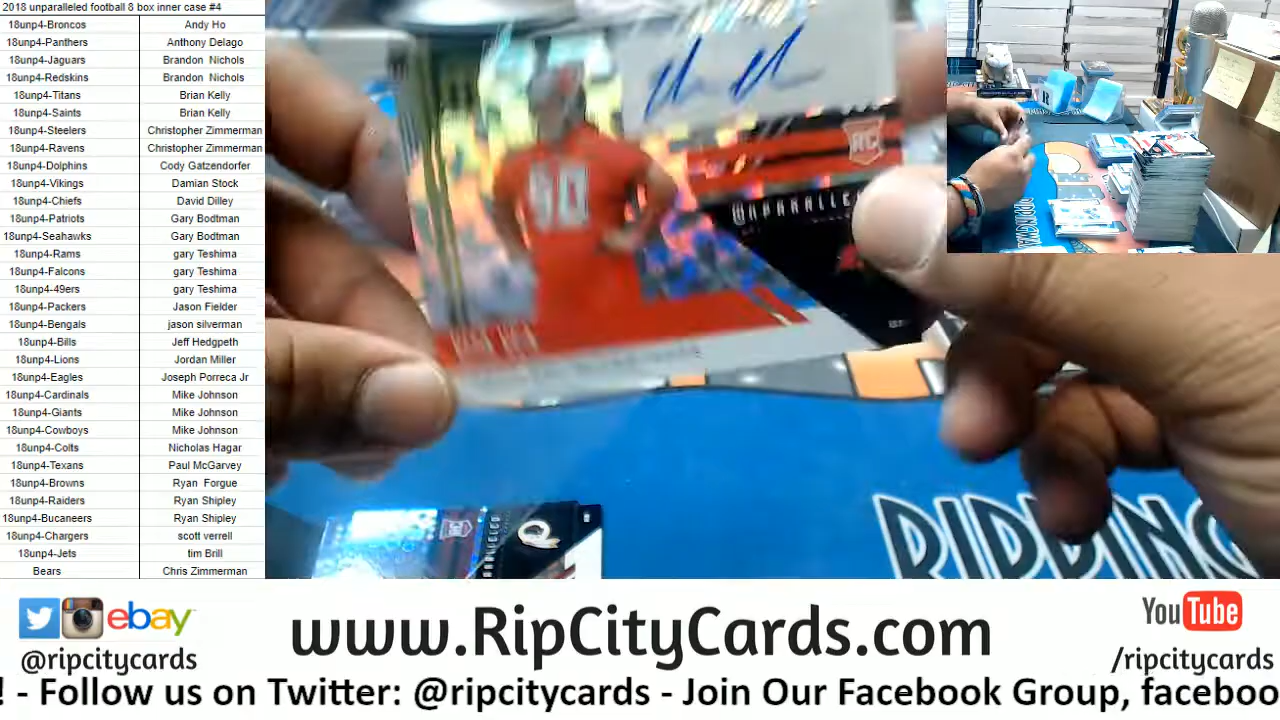 2018 unparalleled football 8 box inner case #4
18unp4-Broncos Andy Ho
18unp4-Panthers Anthony Delago
18unp4-Jaguars Brandon Nichols
18unp4-Redskins Brandon Nichols
18unp4-Titans Brian Kelly
18unp4-Saints Brian Kelly
18unp4-Steelers Christopher Zimmerman
18unp4-Ravens Christopher Zimmerman
18unp4-Dolphins Cody Gatzendorfer
18unp4-Vikings Damian Stock
18unp4-Chiefs David Dilley
18unp4-Patriots Gary Bodtman
18unp4-Seahawks Gary Bodtman
18unp4-Rams gary Teshima
18unp4-Falcons gary Teshima
18unp4-49ers gary Teshima
18unp4-Packers Jason Fielder
18unp4-Bengals jason silverman
18unp4-Bills Jeff Hedgpeth
18unp4-Lions Jordan Miller
18unp4-Eagles Joseph Porreca Jr
18unp4-Cardinals Mike Johnson
18unp4-Giants Mike Johnson
18unp4-Cowboys Mike Johnson
18unp4-Colts Nicholas Hagar
18unp4-Texans Paul McGarvey
18unp4-Browns Ryan Forgue
18unp4-Raiders Ryan Shipley
18unp4-Bucaneers Ryan Shipley
18unp4-Chargers scott verrell
18unp4-Jets tim Brill
Bears Chris Zimmerman
RC
RIPPING
ebay
@ripcitycards
www.RipCityCards.com
YouTube
/ripcitycards
! - Follow us on Twitter: @ripcitycards - Join Our Facebook Group, faceboo